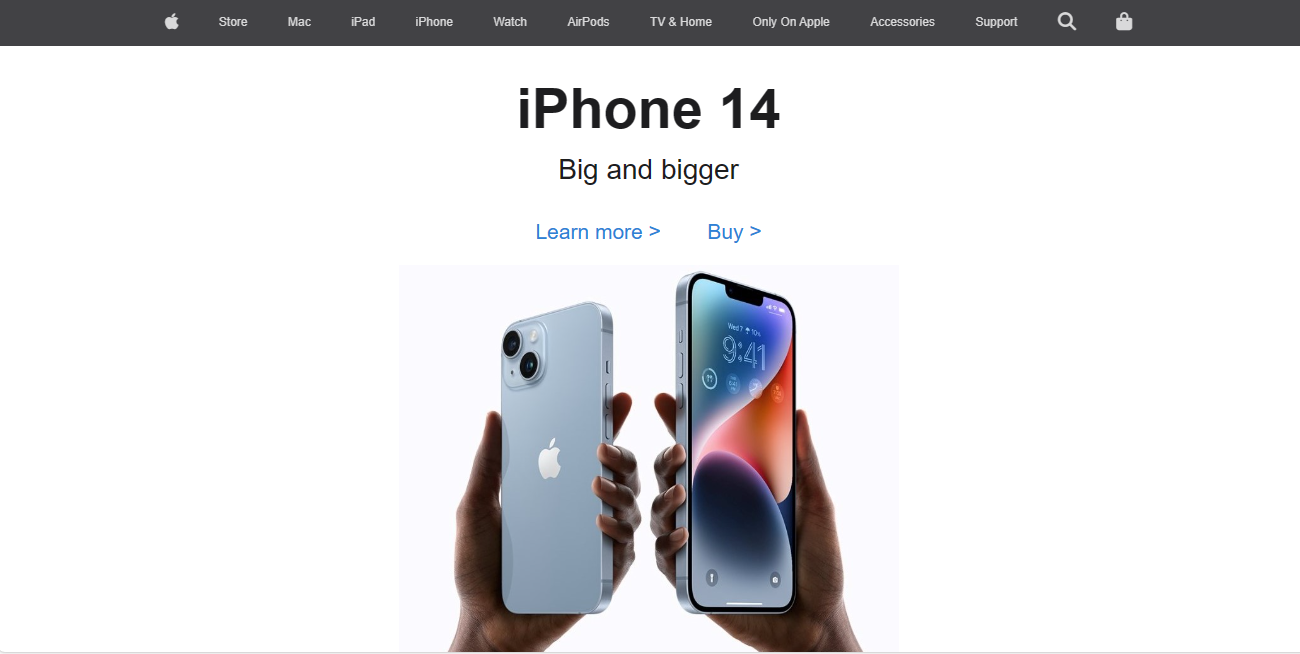 Store Mac iPad iPhone Watch AirPods TV & Home Only On Apple Accessories Support
iPhone 14
Big and bigger
Learn more > Buy >
Wed 7 10%
9:41